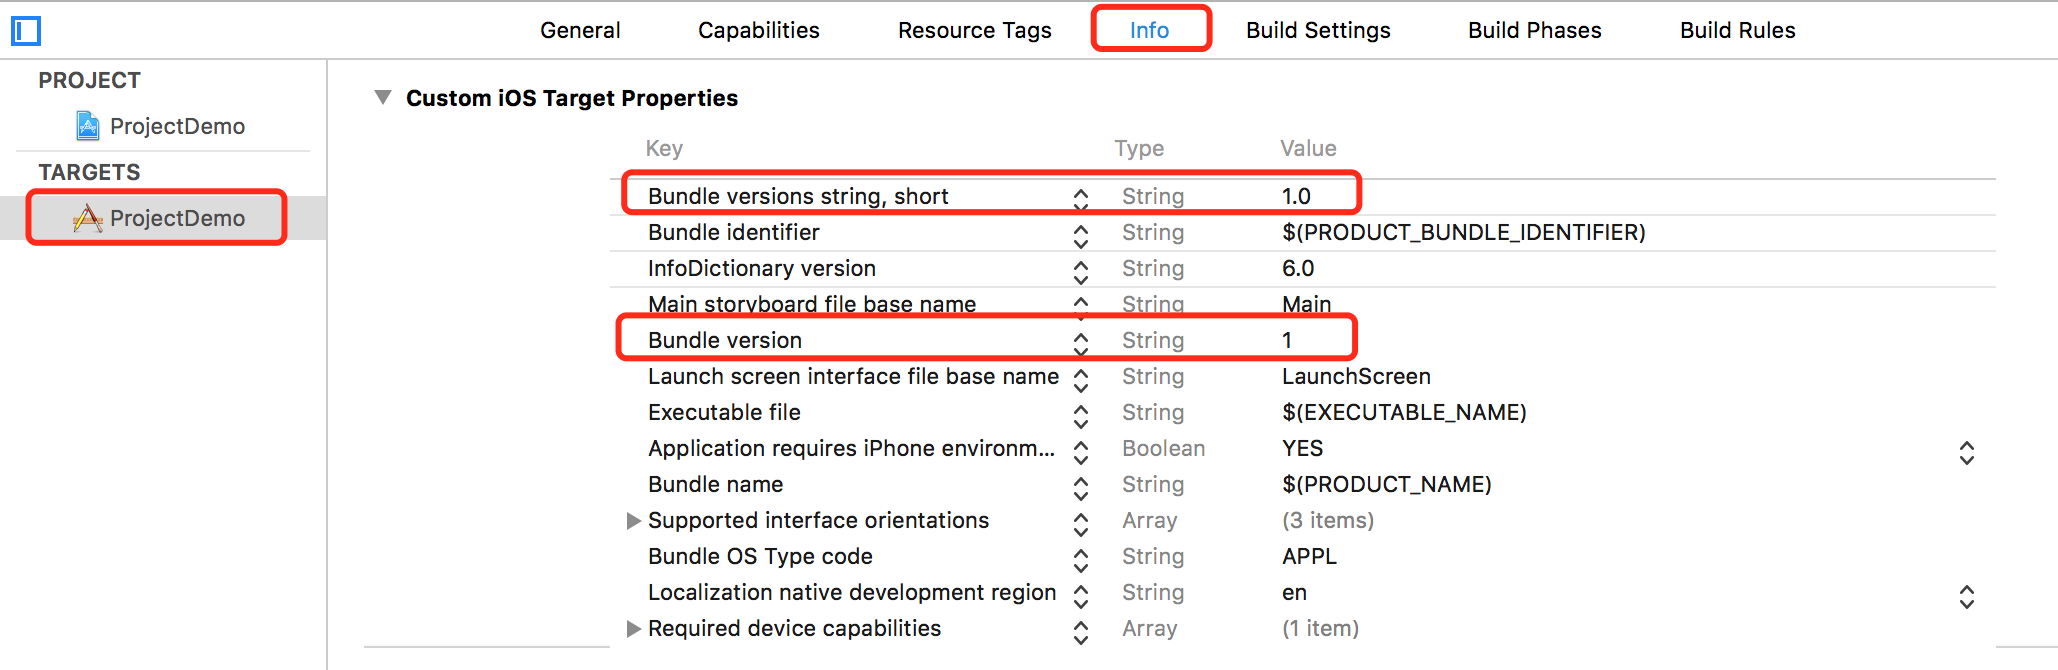 General Capabilities Resource Tags Info Build Settings Build Phases Build Rules
PROJECT
ProjectDemo
TARGETS
ProjectDemo
Custom iOS Target Properties
Key Type Value
Bundle versions string, short String 1.0
Bundle identifier String $(PRODUCT_BUNDLE_IDENTIFIER)
InfoDictionary version String 6.0
Main storyboard file base name String Main
Bundle version String 1
Launch screen interface file base name String LaunchScreen
Executable file String $(EXECUTABLE_NAME)
Application requires iPhone environm... Boolean YES
Bundle name String $(PRODUCT_NAME)
Supported interface orientations Array (3 items)
Bundle OS Type code String APPL
Localization native development region String en
Required device capabilities Array (1 item)